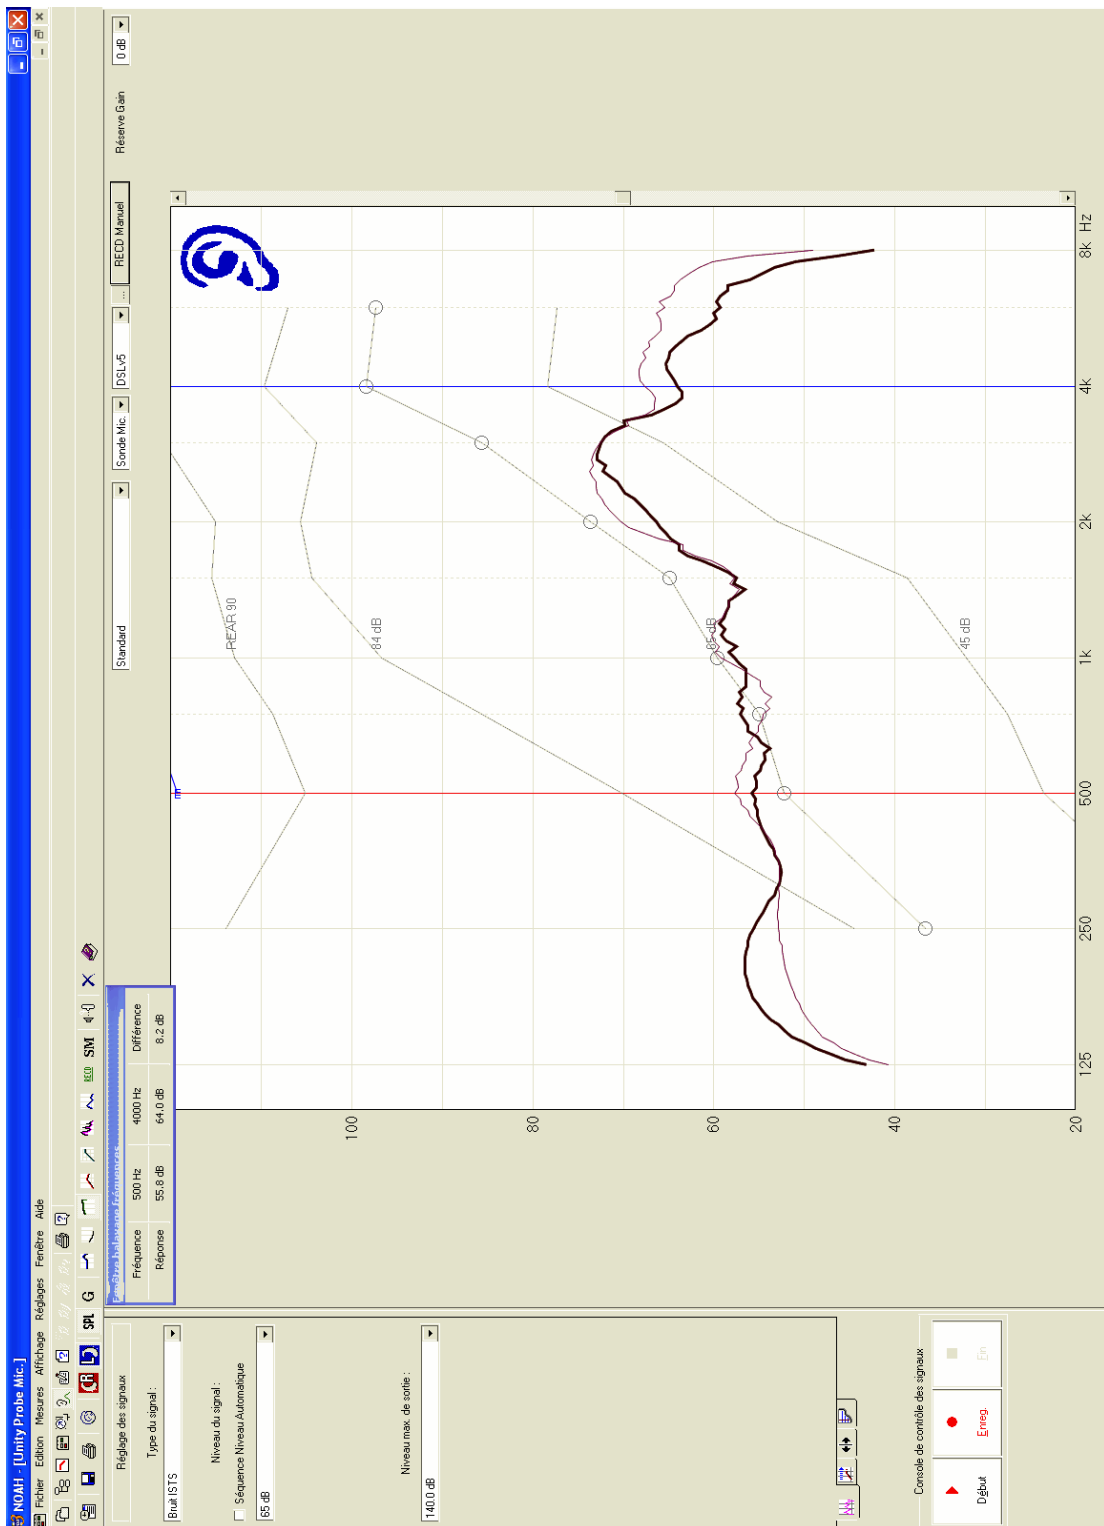 NOAH - [Unity Probe Mic.]
Fichier Edition Mesures Affichage Réglages Fenêtre Aide
SPL G RECD SM
Réglage des signaux
Type du signal :
Bruit ISTS
Niveau du signal :
Séquence Niveau Automatique
65 dB
Niveau max. de sortie :
140.0 dB
Console de contrôle des signaux
Début Enreg. Fin
Fréquence 500 Hz 4000 Hz Différence
Réponse 55.8 dB 64.0 dB 8.2 dB
Standard Sonde Mic. DSLv5 ... RECD Manuel Réserve Gain 0 dB
REAR 90
84 dB
65 dB
45 dB
100
80
60
40
20
125 250 500 1K 2K 4K 8K Hz